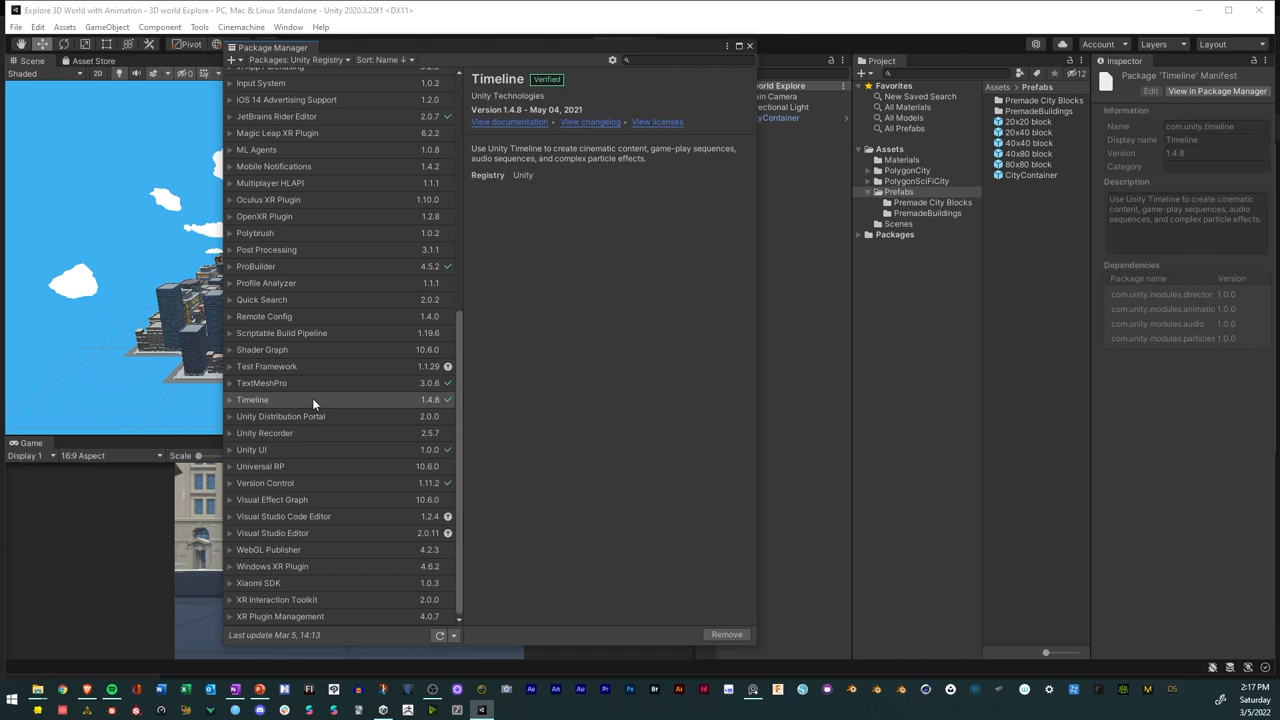 Explore 3D World with Animation - 3D world Explore - PC, Mac & Linux Standalone - Unity 2020.3.20f1 <DX11>
File Edit Assets GameObject Component Tools Cinemachine Window Help
Pivot
Account
Layers
Layout
Scene
Asset Store
Shaded
2D
0
Package Manager
Packages: Unity Registry
Sort: Name ↓
Input System 1.0.2
iOS 14 Advertising Support 1.2.0
JetBrains Rider Editor 2.0.7
Magic Leap XR Plugin 6.2.2
ML Agents 1.0.8
Mobile Notifications 1.4.2
Multiplayer HLAPI 1.1.1
Oculus XR Plugin 1.10.0
OpenXR Plugin 1.2.8
Polybrush 1.0.2
Post Processing 3.1.1
ProBuilder 4.5.2
Profile Analyzer 1.1.1
Quick Search 2.0.2
Remote Config 1.4.0
Scriptable Build Pipeline 1.19.6
Shader Graph 10.6.0
Test Framework 1.1.29
TextMeshPro 3.0.6
Timeline 1.4.8
Unity Distribution Portal 2.0.0
Unity Recorder 2.5.7
Unity UI 1.0.0
Universal RP 10.6.0
Version Control 1.11.2
Visual Effect Graph 10.6.0
Visual Studio Code Editor 1.2.4
Visual Studio Editor 2.0.11
WebGL Publisher 4.2.3
Windows XR Plugin 4.6.2
Xiaomi SDK 1.0.3
XR Interaction Toolkit 2.0.0
XR Plugin Management 4.0.7
Last update Mar 5, 14:13
Timeline Verified
Unity Technologies
Version 1.4.8 - May 04, 2021
View documentation • View changelog • View licenses
Use Unity Timeline to create cinematic content, game-play sequences,
audio sequences, and complex particle effects.
Registry Unity
Remove
Game
Display 1
16:9 Aspect
Scale
world Explore
ain Camera
rectional Light
yContainer
Project
12
Favorites
New Saved Search
All Materials
All Models
All Prefabs
Assets
Materials
PolygonCity
PolygonSciFiCity
Prefabs
Premade City Blocks
PremadeBuildings
Scenes
Packages
Assets > Prefabs
Premade City Blocks
PremadeBuildings
20x20 block
20x40 block
40x40 block
40x80 block
80x80 block
CityContainer
Inspector
Package 'Timeline' Manifest
Edit View in Package Manager
Information
Name com.unity.timeline
Display name Timeline
Version 1.4.8
Category
Description
Use Unity Timeline to create cinematic
content, game-play sequences, audio
sequences, and complex particle effects.
Dependencies
Package name Version
com.unity.modules.director 1.0.0
com.unity.modules.animatic 1.0.0
com.unity.modules.audio 1.0.0
com.unity.modules.particles 1.0.0
2:17 PM
Saturday
3/5/2022